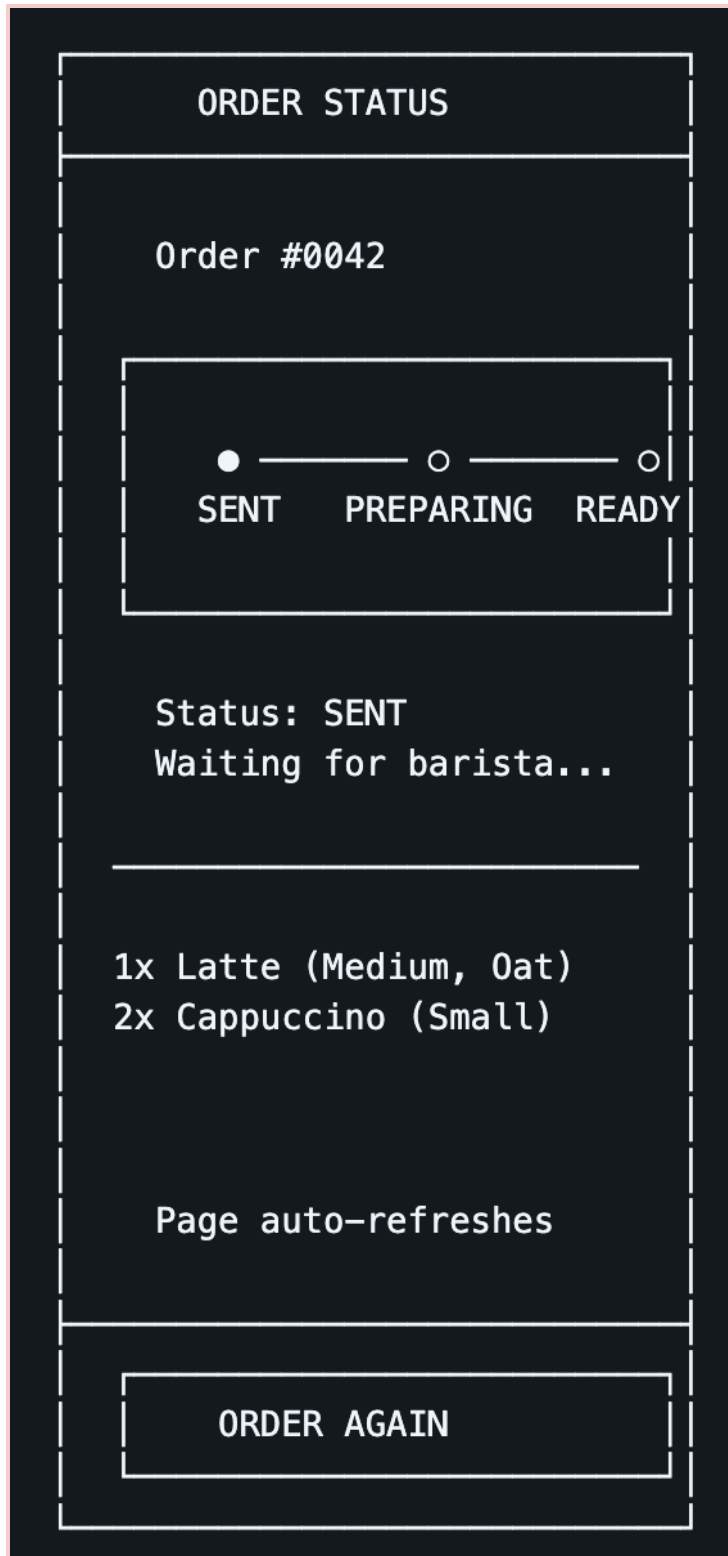 ORDER STATUS
Order #0042
SENT PREPARING READY
Status: SENT
Waiting for barista...
1x Latte (Medium, Oat)
2x Cappuccino (Small)
Page auto-refreshes
ORDER AGAIN